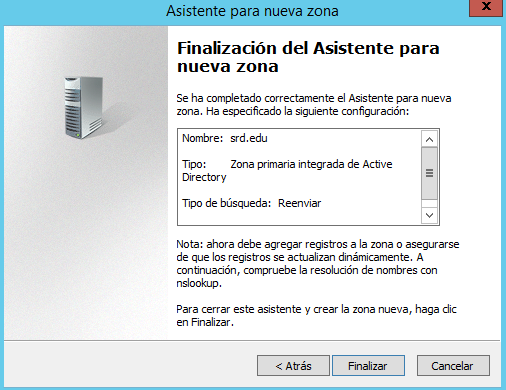 Asistente para nueva zona
x
Finalización del Asistente para
nueva zona
Se ha completado correctamente el Asistente para nueva
zona. Ha especificado la siguiente configuración:
Nombre: srd.edu
Tipo: Zona primaria integrada de Active
Directory
Tipo de búsqueda: Reenviar
Nota: ahora debe agregar registros a la zona o asegurarse
de que los registros se actualizan dinámicamente. A
continuación, compruebe la resolución de nombres con
nslookup.
Para cerrar este asistente y crear la zona nueva, haga clic
en Finalizar.
< Atrás Finalizar Cancelar